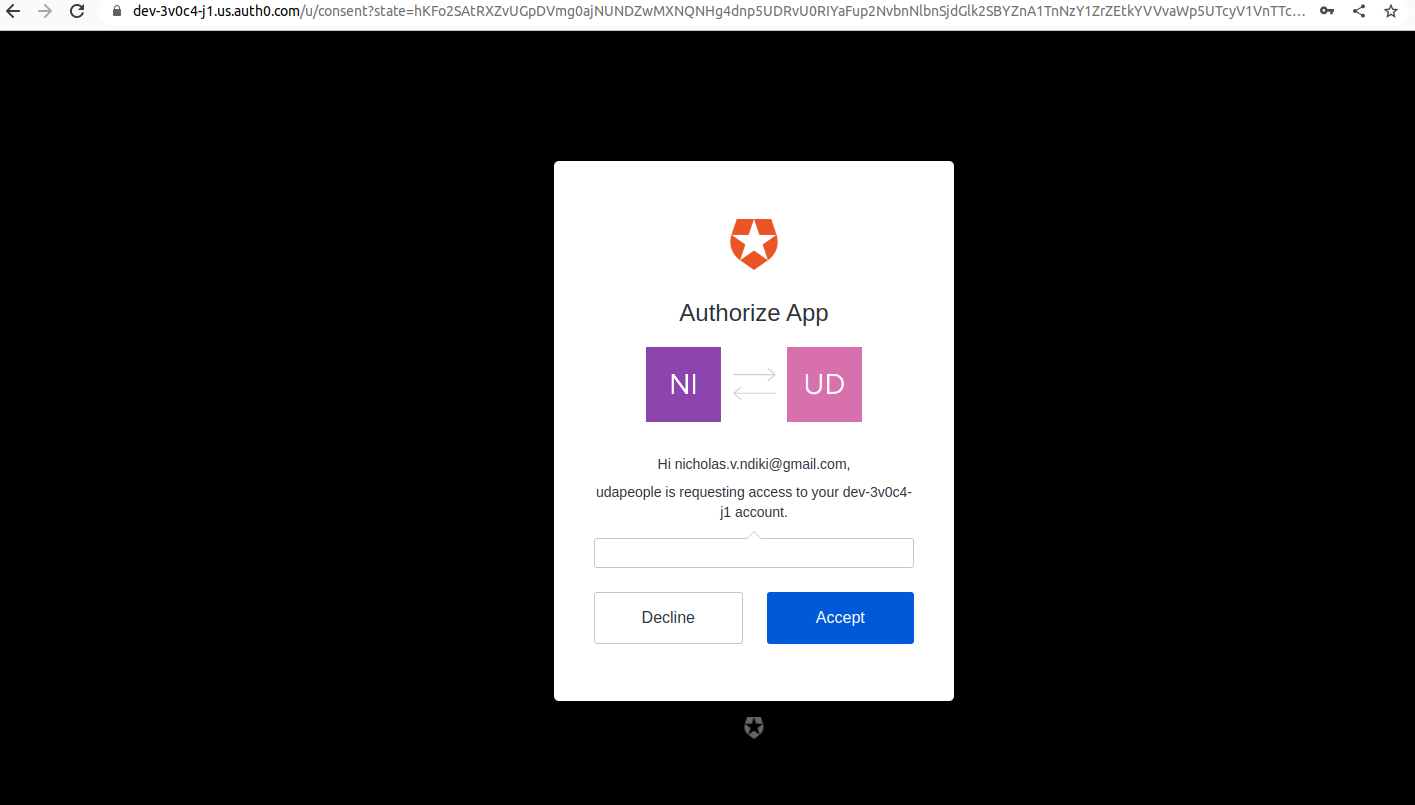 dev-3v0c4-j1.us.auth0.com/u/consent?state=hKFo2SAtRXZvUGpDVmg0ajNUNDZwMXNQNHg4dnp5UDRvU0RIYaFup2NvbnNlbnSjdGlk2SBYZnA1TnNzY1ZrZEtkYVVvaWp5UTcyV1VnTTc...
Authorize App
NI UD
Hi nicholas.v.ndiki@gmail.com,
udapeople is requesting access to your dev-3v0c4-
j1 account.
Decline Accept